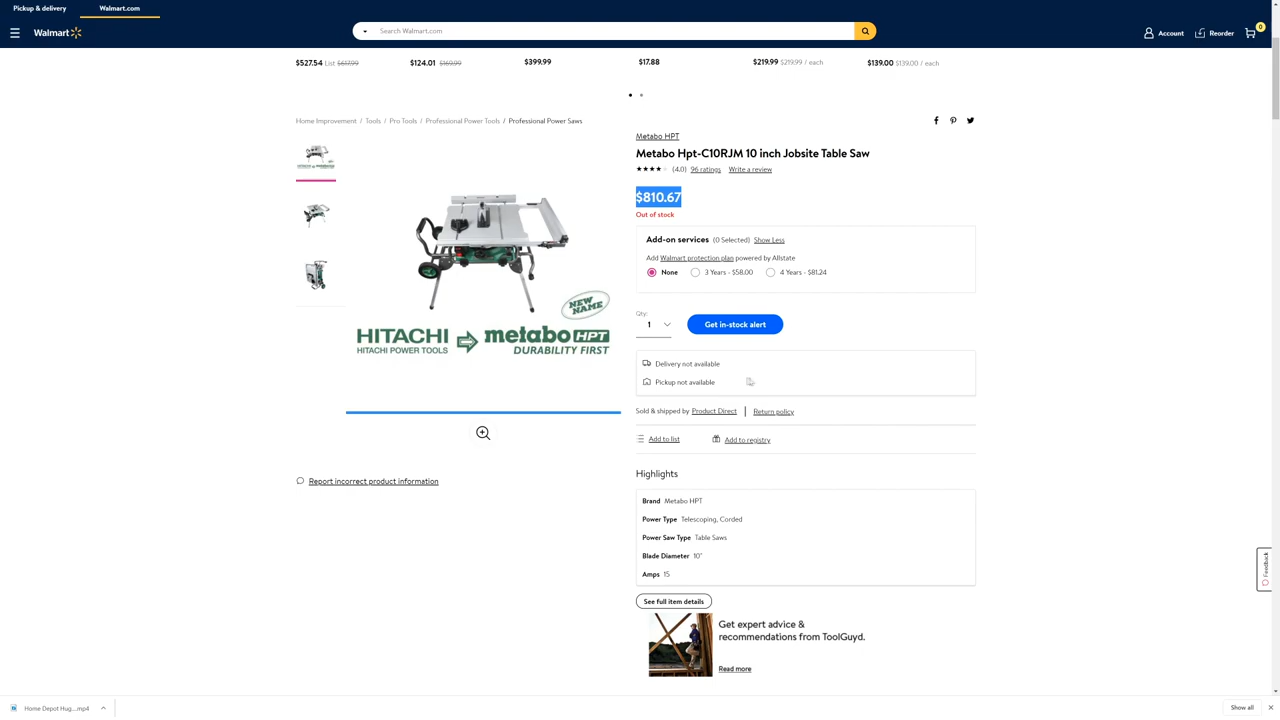 Pickup & delivery
Walmart.com
Walmart
Search Walmart.com
Account
Reorder
0
$527.54 List $617.99
$124.01 $169.99
$399.99
$17.88
$219.99 $219.99 / each
$139.00 $139.00 / each
Home Improvement / Tools / Pro Tools / Professional Power Tools / Professional Power Saws
Metabo HPT
Metabo Hpt-C10RJM 10 inch Jobsite Table Saw
(4.0) 96 ratings Write a review
$810.67
Out of stock
Add-on services (0 Selected) Show Less
Add Walmart protection plan powered by Allstate
None
3 Years - $58.00
4 Years - $81.24
NEW NAME
HITACHI
HITACHI POWER TOOLS
metabo HPT
DURABILITY FIRST
Qty:
1
Get in-stock alert
Delivery not available
Pickup not available
Sold & shipped by Product Direct | Return policy
Add to list
Add to registry
Report incorrect product information
Highlights
Brand Metabo HPT
Power Type Telescoping, Corded
Power Saw Type Table Saws
Blade Diameter 10"
Amps 15
See full item details
Get expert advice &
recommendations from ToolGuyd.
Read more
Feedback
Home Depot Hug....mp4
Show all